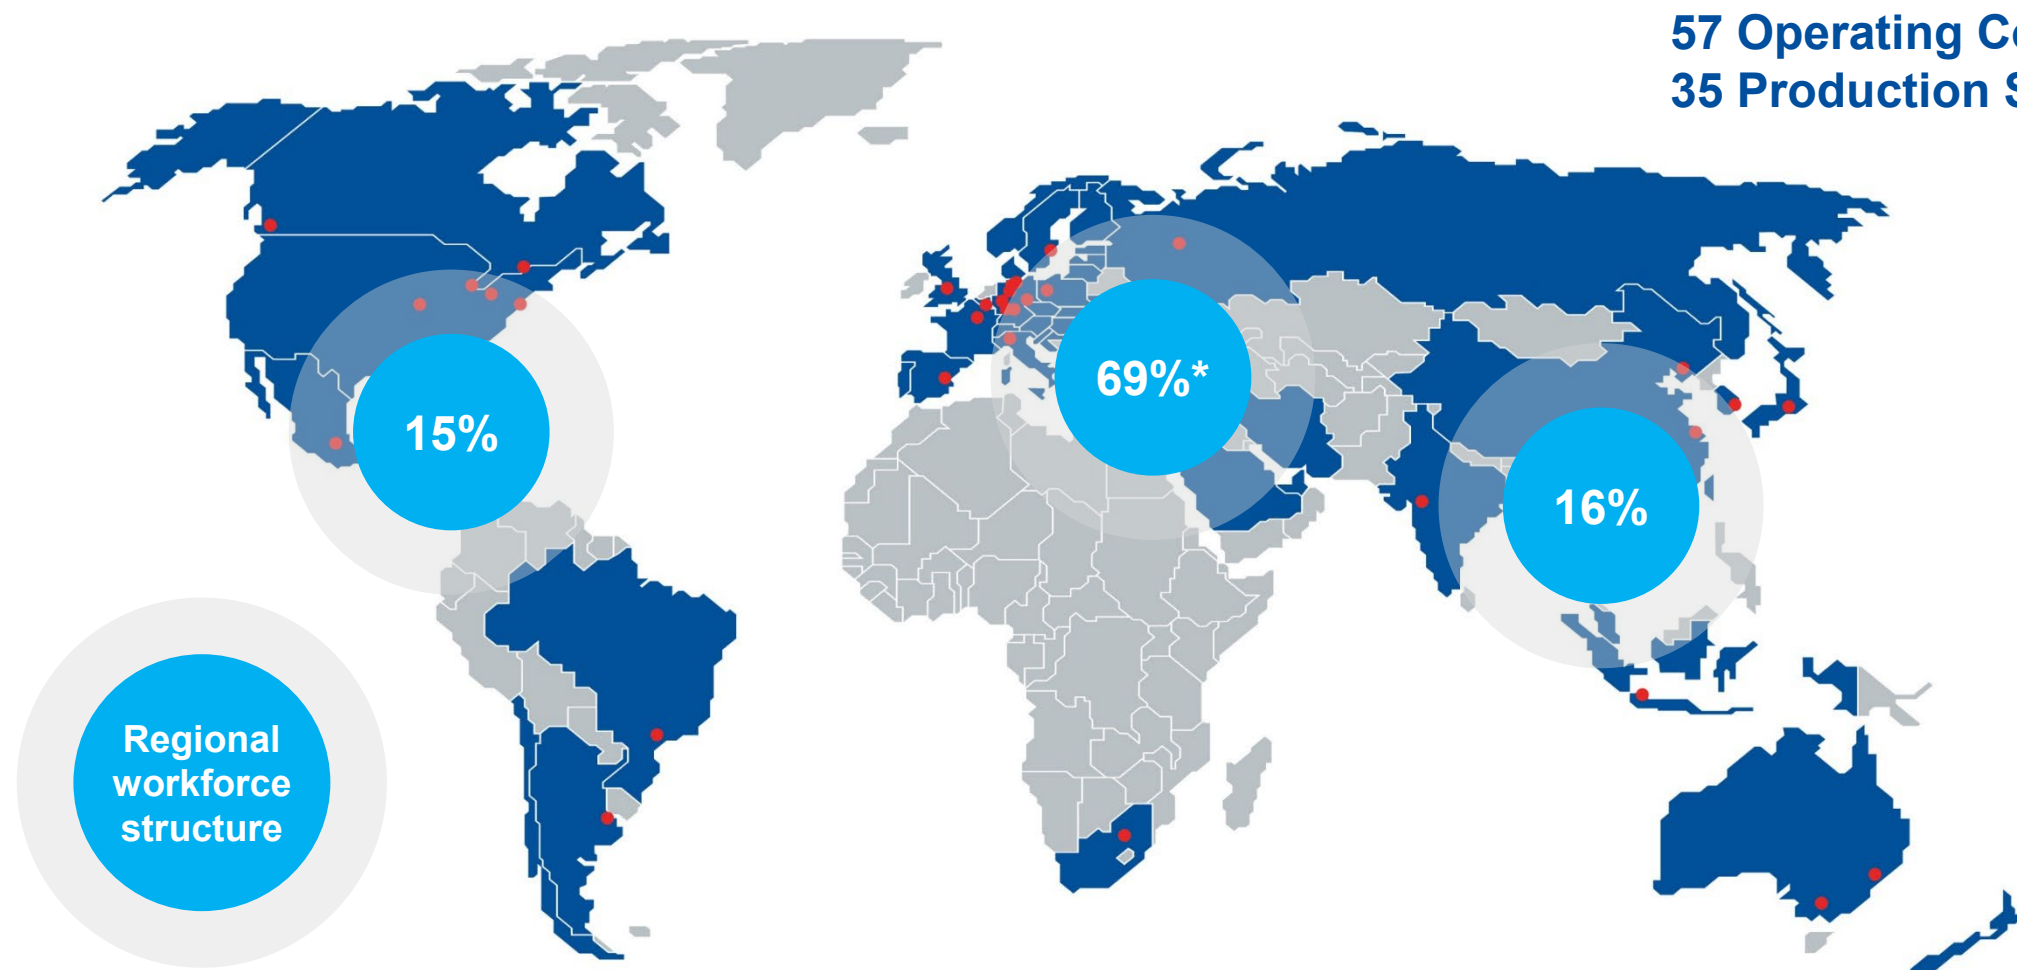 57 Operating
35 Production
15%
69%*
16%
Regional
workforce
structure